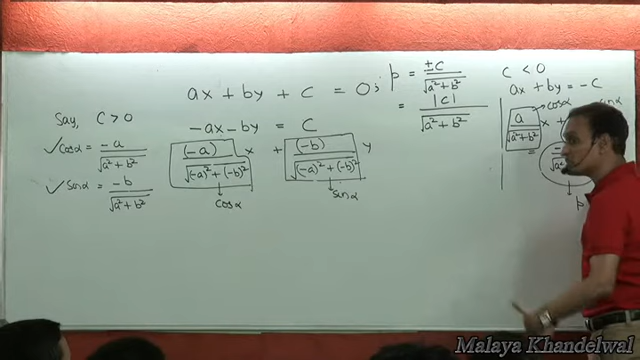 ax + by + c = 0; p = ±c/√(a²+b²)
= |c|/√(a²+b²)
Say, C > 0
-ax - by = C
✓ cosα = -a/√(a²+b²)
✓ sinα = -b/√(a²+b²)
(-a)/√((-a)²+(-b)²) x + (-b)/√((-a)²+(-b)²) y
cosα sinα
C < 0
ax + by = -C
cosα sinα
a/√(a²+b²) x +
=
p
Malaya Khandelwal